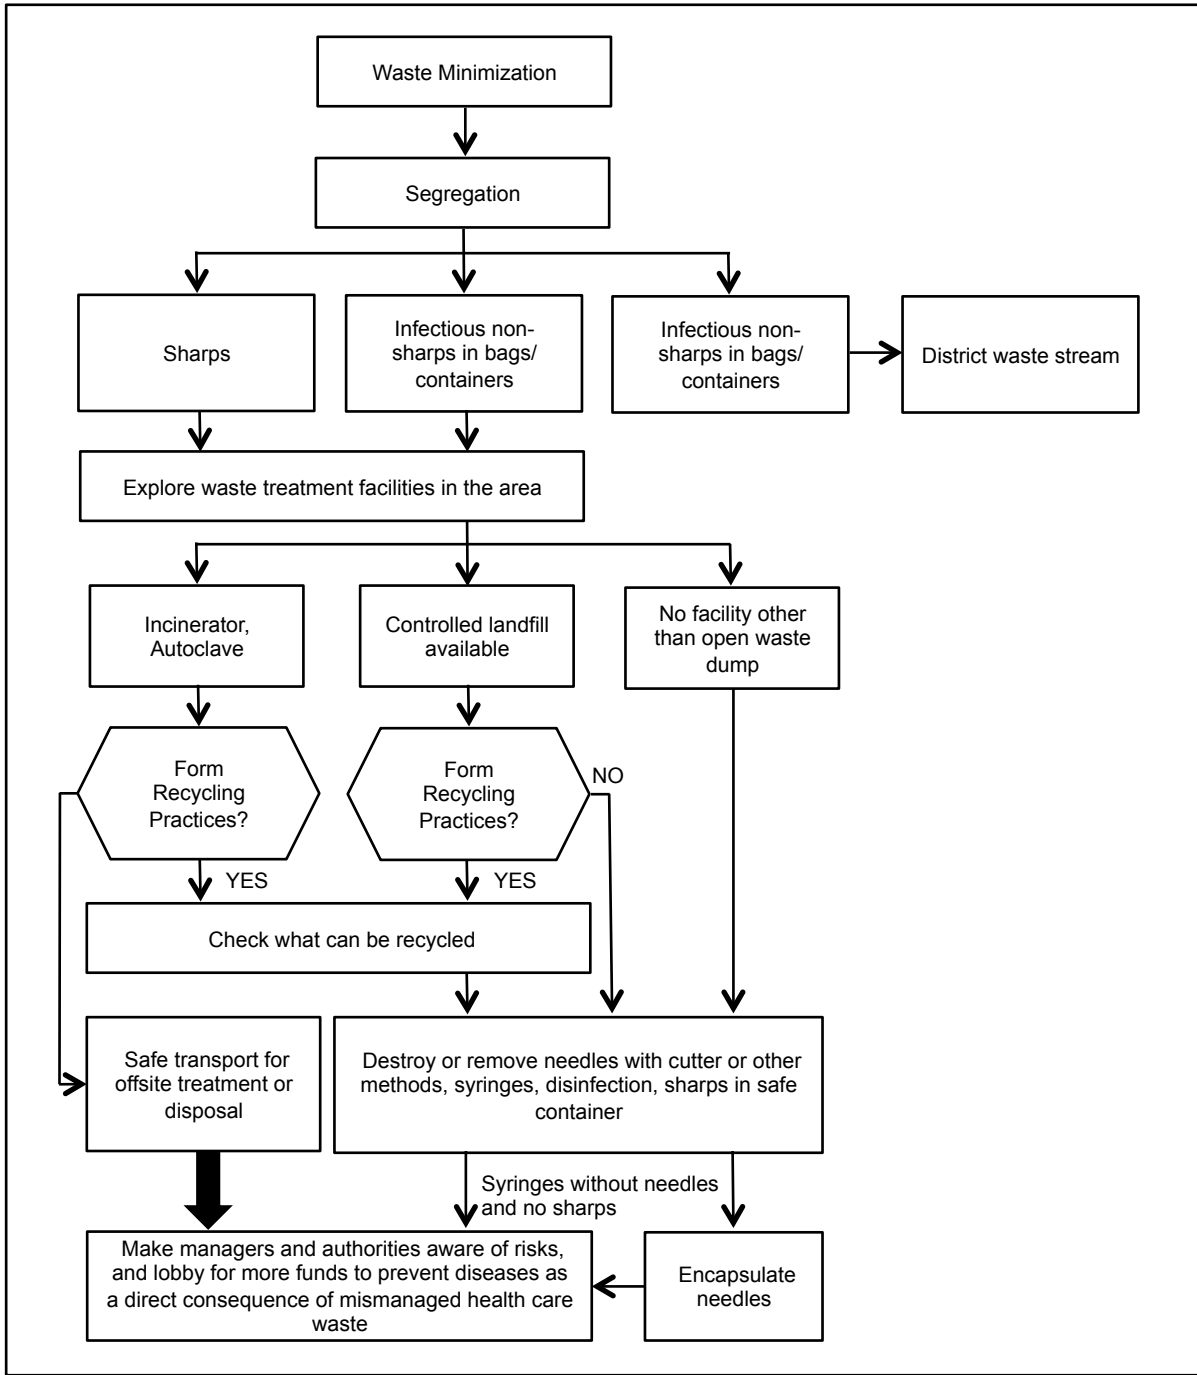 Waste Minimization
Segregation
Sharps
Infectious non-
sharps in bags/
containers
Infectious non-
sharps in bags/
containers
District waste stream
Explore waste treatment facilities in the area
Incinerator,
Autoclave
Controlled landfill
available
No facility other
than open waste
dump
Form
Recycling
Practices?
Form
Recycling
Practices?
NO
YES
YES
Check what can be recycled
Safe transport for
offsite treatment or
disposal
Destroy or remove needles with cutter or other
methods, syringes, disinfection, sharps in safe
container
Syringes without needles
and no sharps
Make managers and authorities aware of risks,
and lobby for more funds to prevent diseases as
a direct consequence of mismanaged health care
waste
Encapsulate
needles